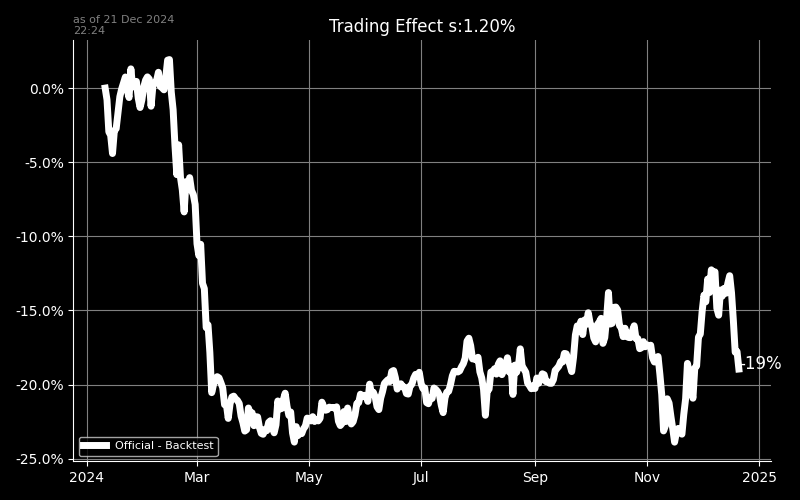 as of 21 Dec 2024
22:24
Trading Effect s:1.20%
0.0%
-5.0%
-10.0%
-15.0%
-20.0%
-25.0%
-19%
Official - Backtest
2024 Mar May Jul Sep Nov 2025